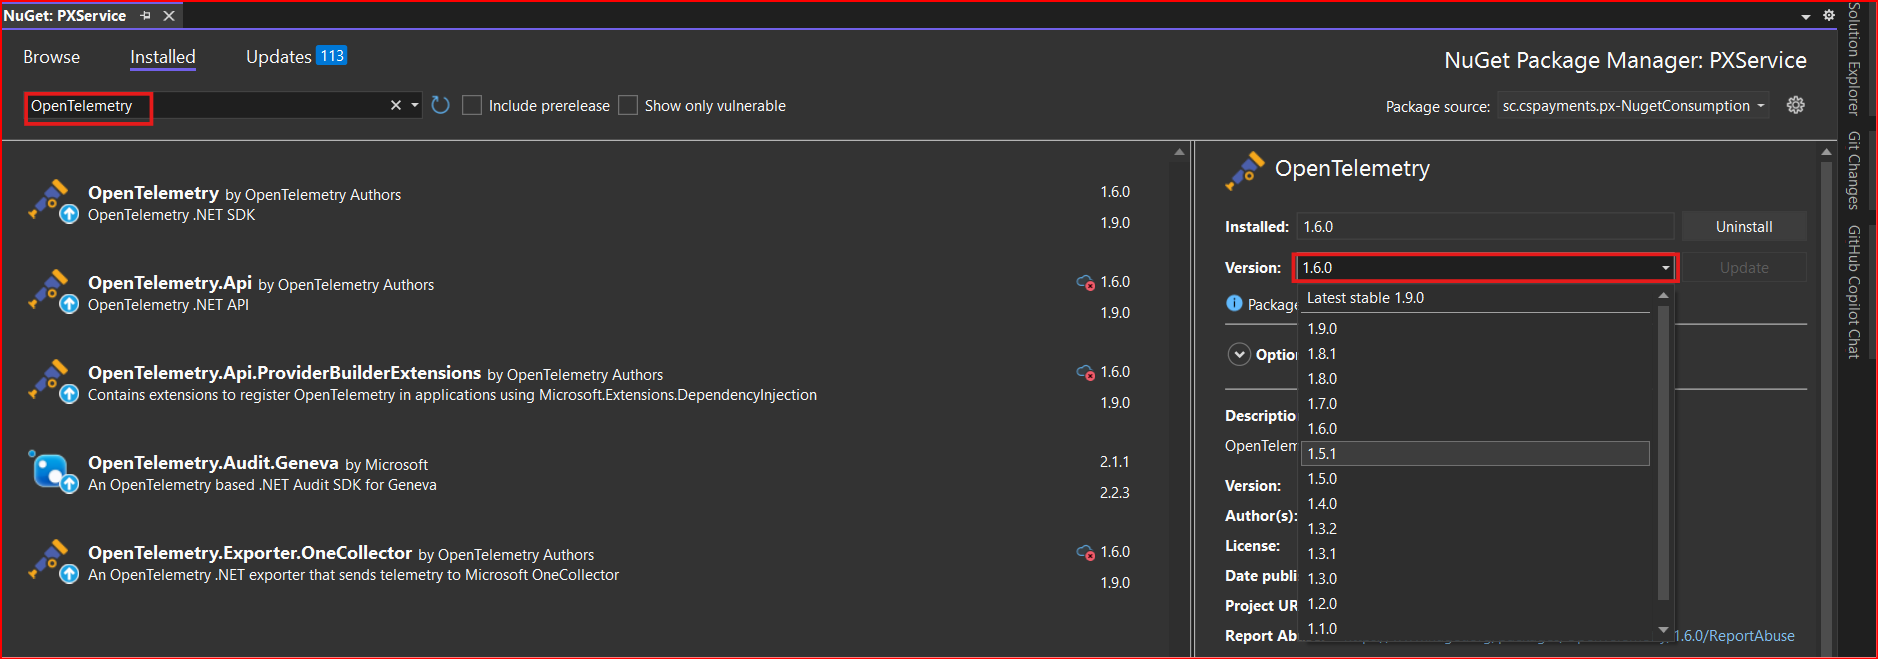 NuGet: PXService
Browse
Installed
Updates 113
NuGet Package Manager: PXService
OpenTelemetry
Include prerelease
Show only vulnerable
Package source: sc.cspayments.px-NugetConsumption
OpenTelemetry by OpenTelemetry Authors
1.6.0
OpenTelemetry .NET SDK
1.9.0
OpenTelemetry.Api by OpenTelemetry Authors
1.6.0
OpenTelemetry .NET API
1.9.0
OpenTelemetry.Api.ProviderBuilderExtensions by OpenTelemetry Authors
1.6.0
Contains extensions to register OpenTelemetry in applications using Microsoft.Extensions.DependencyInjection
1.9.0
OpenTelemetry.Audit.Geneva by Microsoft
2.1.1
An OpenTelemetry based .NET Audit SDK for Geneva
2.2.3
OpenTelemetry.Exporter.OneCollector by OpenTelemetry Authors
1.6.0
An OpenTelemetry .NET exporter that sends telemetry to Microsoft OneCollector
1.9.0
OpenTelemetry
Installed: 1.6.0
Uninstall
Version: 1.6.0
Update
Package
Optio
Descriptio
OpenTelem
Version:
Author(s):
License:
Date publi
Project UR
Report Ab
1.6.0/ReportAbuse
Latest stable 1.9.0
1.9.0
1.8.1
1.8.0
1.7.0
1.6.0
1.5.1
1.5.0
1.4.0
1.3.2
1.3.1
1.3.0
1.2.0
1.1.0
Solution Explorer
Git Changes
GitHub Copilot Chat